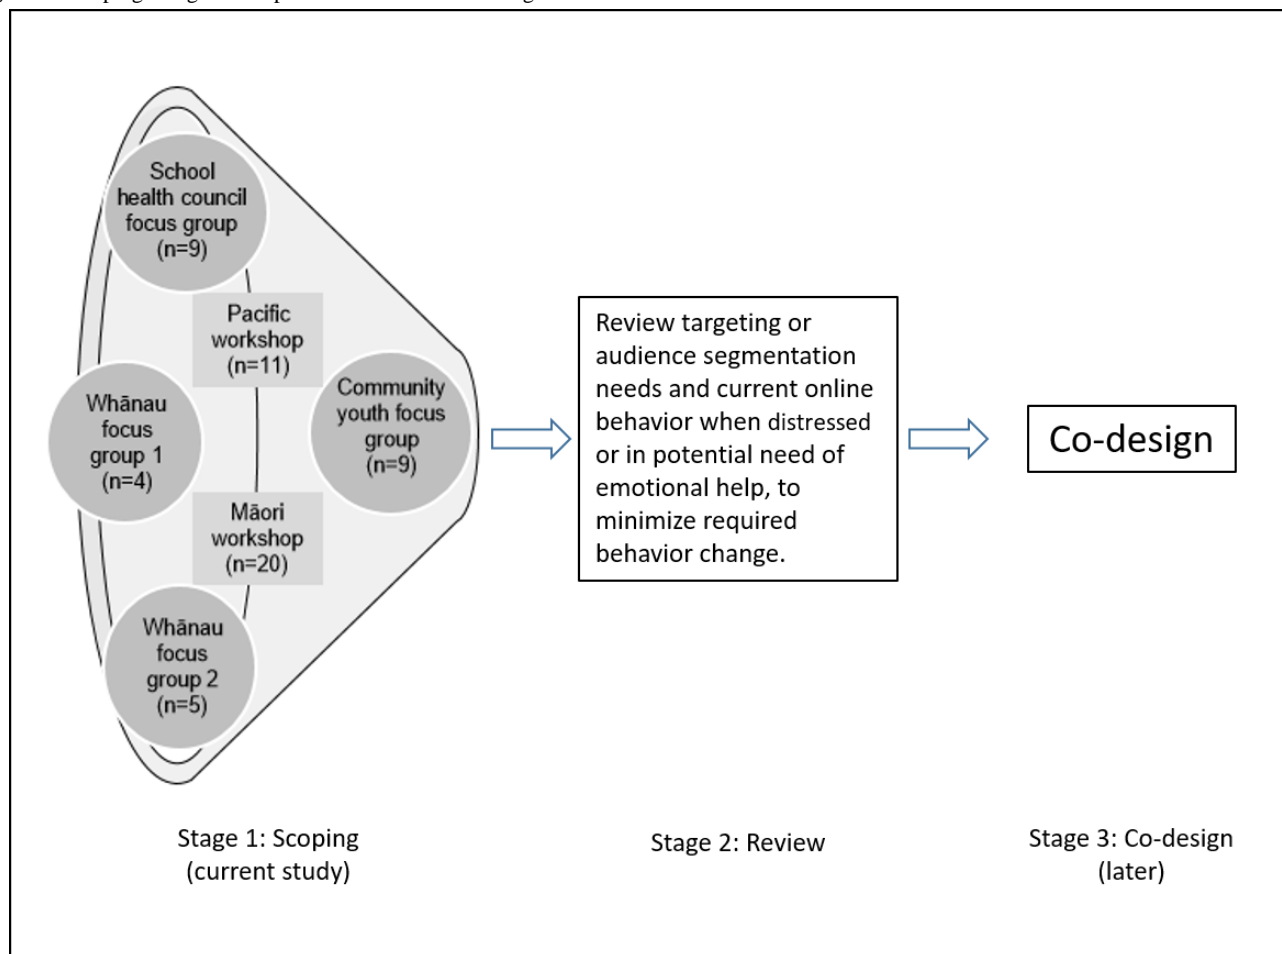 School
health council
focus group
(n=9)
Pacific
workshop
(n=11)
Whānau
focus
group 1
(n=4)
Community
youth focus
group
(n=9)
Māori
workshop
(n=20)
Whānau
focus
group 2
(n=5)
Review targeting or
audience segmentation
needs and current online
behavior when distressed
or in potential need of
emotional help, to
minimize required
behavior change.
Co-design
Stage 1: Scoping
(current study)
Stage 2: Review
Stage 3: Co-design
(later)